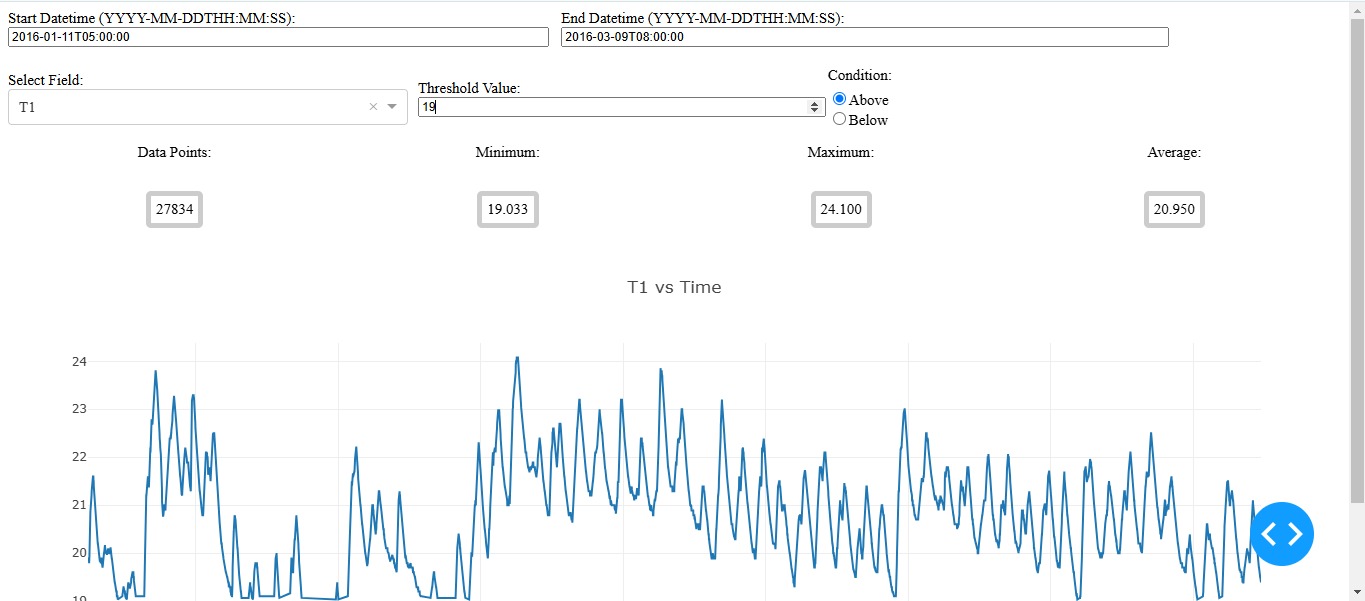 Start Datetime (YYYY-MM-DDTHH:MM:SS):
End Datetime (YYYY-MM-DDTHH:MM:SS):
2016-01-11T05:00:00
2016-03-09T08:00:00
Select Field:
T1
Threshold Value:
19
Condition:
Above
Below
Data Points:
Minimum:
Maximum:
Average:
27834
19.033
24.100
20.950
T1 vs Time
24
23
22
21
20
19